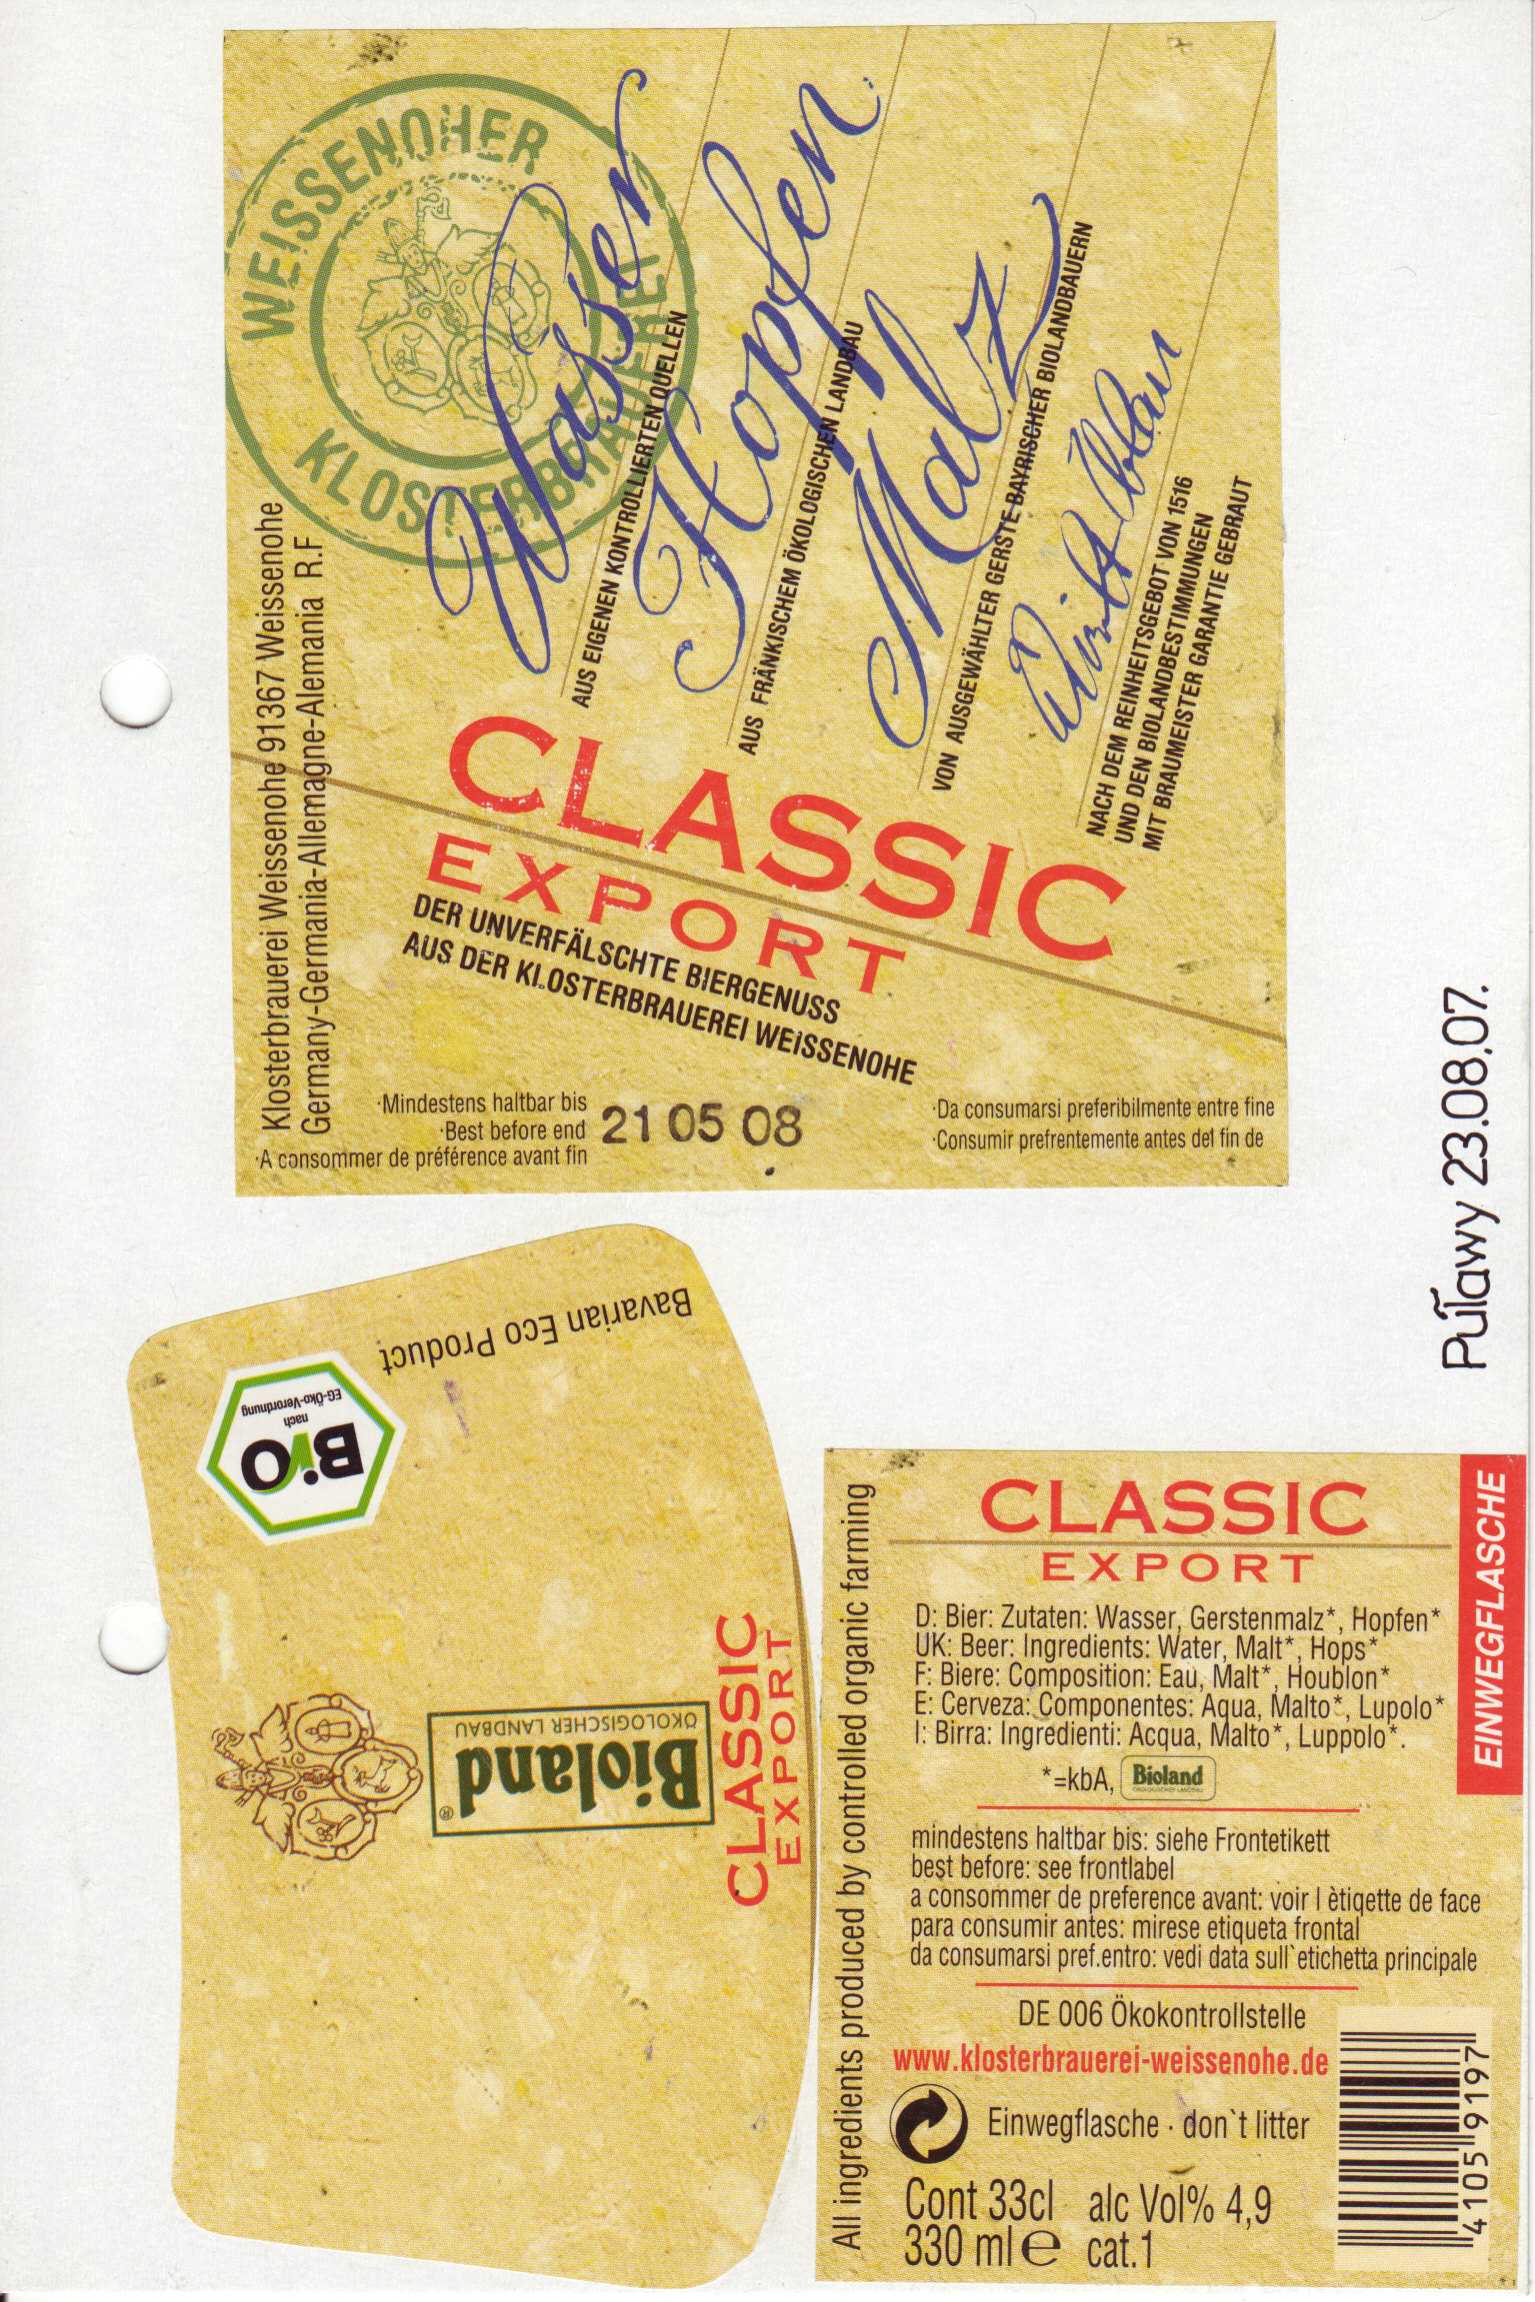 WEISSENOHER
KLOSTERBRAUEREI
Klosterbrauerei Weissenohe 91367 Weissenohe
Germany-Germania-Allemagne-Alemania R.F
Wasser
AUS EIGENEN KONTROLLIERTEN QUELLEN
Hopfen
AUS FRÄNKISCHEM ÖKOLOGISCHEN LANDBAU
Malz
VON AUSGEWÄHLTER GERSTE BAYRISCHER BIOLANDBAUERN
NACH DEM REINHEITSGEBOT VON 1516
UND DEN BIOLANDBESTIMMUNGEN
MIT BRAUMEISTER GARANTIE GEBRAUT
CLASSIC
EXPORT
DER UNVERFÄLSCHTE BIERGENUSS
AUS DER KLOSTERBRAUEREI WEISSENOHE
·Mindestens haltbar bis
·Best before end
·A consommer de préférence avant fin
21 05 08
·Da consumarsi preferibilmente entre fine
·Consumir prefrentemente antes del fin de
Puławy 23.08.07.
Bavarian Eco Product
Bio
nach
EG-Öko-Verordnung
Bioland®
ÖKOLOGISCHER LANDBAU
CLASSIC
EXPORT
All ingredients produced by controlled organic farming
CLASSIC
EXPORT
EINWEGFLASCHE
D: Bier: Zutaten: Wasser, Gerstenmalz*, Hopfen*
UK: Beer: Ingredients: Water, Malt*, Hops*
F: Biere: Composition: Eau, Malt*, Houblon*
E: Cerveza: Componentes: Aqua, Malto*, Lupolo*
I: Birra: Ingredienti: Acqua, Malto*, Luppolo*.
*=kbA, Bioland
ÖKOLOGISCHER LANDBAU
mindestens haltbar bis: siehe Frontetikett
best before: see frontlabel
a consommer de preference avant: voir l ètiqette de face
para consumir antes: mirese etiqueta frontal
da consumarsi pref.entro: vedi data sull`etichetta principale
DE 006 Ökokontrollstelle
www.klosterbrauerei-weissenohe.de
Einwegflasche · don`t litter
Cont 33cl alc Vol% 4,9
330 ml e cat.1
4105 9197